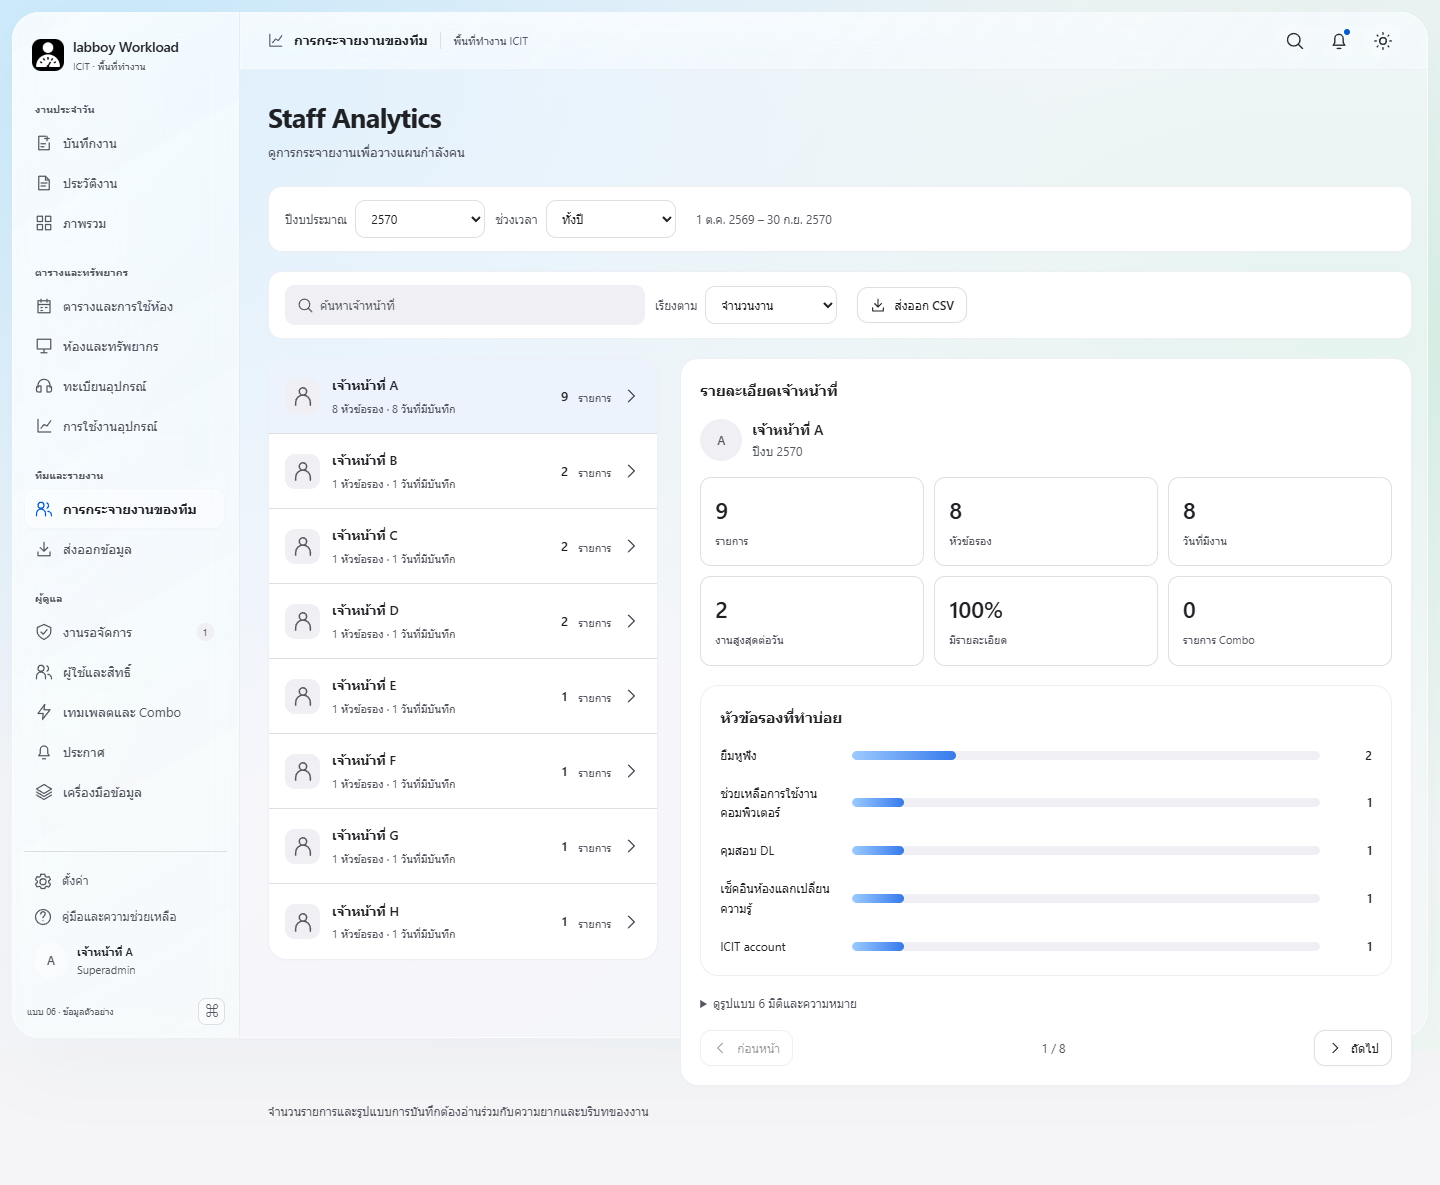 labboy Workload
ICIT · พื้นที่ทำงาน
งานประจำวัน
บันทึกงาน
ประวัติงาน
ภาพรวม
ตารางและทรัพยากร
ตารางและการใช้ห้อง
ห้องและทรัพยากร
ทะเบียนอุปกรณ์
การใช้งานอุปกรณ์
ทีมและรายงาน
การกระจายงานของทีม
ส่งออกข้อมูล
ผู้ดูแล
งานรอจัดการ 1
ผู้ใช้และสิทธิ์
เทมเพลตและ Combo
ประกาศ
เครื่องมือข้อมูล
ตั้งค่า
คู่มือและความช่วยเหลือ
A
เจ้าหน้าที่ A
Superadmin
แบบ 06 · ข้อมูลตัวอย่าง
⌘
การกระจายงานของทีม
พื้นที่ทำงาน ICIT
Staff Analytics
ดูการกระจายงานเพื่อวางแผนกำลังคน
ปีงบประมาณ 2570 ช่วงเวลา ทั้งปี 1 ต.ค. 2569 – 30 ก.ย. 2570
ค้นหาเจ้าหน้าที่ เรียงตาม จำนวนงาน ส่งออก CSV
เจ้าหน้าที่ A
8 หัวข้อรอง · 8 วันที่มีบันทึก
9 รายการ
เจ้าหน้าที่ B
1 หัวข้อรอง · 1 วันที่มีบันทึก
2 รายการ
เจ้าหน้าที่ C
1 หัวข้อรอง · 1 วันที่มีบันทึก
2 รายการ
เจ้าหน้าที่ D
1 หัวข้อรอง · 1 วันที่มีบันทึก
2 รายการ
เจ้าหน้าที่ E
1 หัวข้อรอง · 1 วันที่มีบันทึก
1 รายการ
เจ้าหน้าที่ F
1 หัวข้อรอง · 1 วันที่มีบันทึก
1 รายการ
เจ้าหน้าที่ G
1 หัวข้อรอง · 1 วันที่มีบันทึก
1 รายการ
เจ้าหน้าที่ H
1 หัวข้อรอง · 1 วันที่มีบันทึก
1 รายการ
รายละเอียดเจ้าหน้าที่
A
เจ้าหน้าที่ A
ปีงบ 2570
9
รายการ
8
หัวข้อรอง
8
วันที่มีงาน
2
งานสูงสุดต่อวัน
100%
มีรายละเอียด
0
รายการ Combo
หัวข้อรองที่ทำบ่อย
ยืมหูฟัง 2
ช่วยเหลือการใช้งาน
คอมพิวเตอร์ 1
คุมสอบ DL 1
เช็คอินห้องแลกเปลี่ยน
ความรู้ 1
ICIT account 1
ดูรูปแบบ 6 มิติและความหมาย
ก่อนหน้า 1 / 8 ถัดไป
จำนวนรายการและรูปแบบการบันทึกต้องอ่านร่วมกับความยากและบริบทของงาน